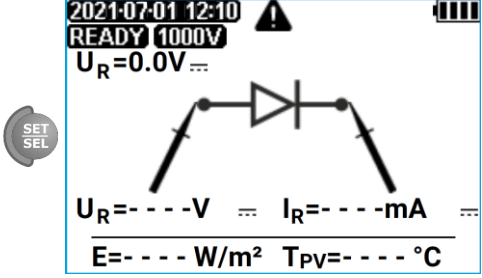 2021-07-01 12:10
READY 1000V
UR=0.0V
SET
SEL
UR=- - - -V IR=- - - -mA
E=- - - - W/m² TPV=- - - - °C